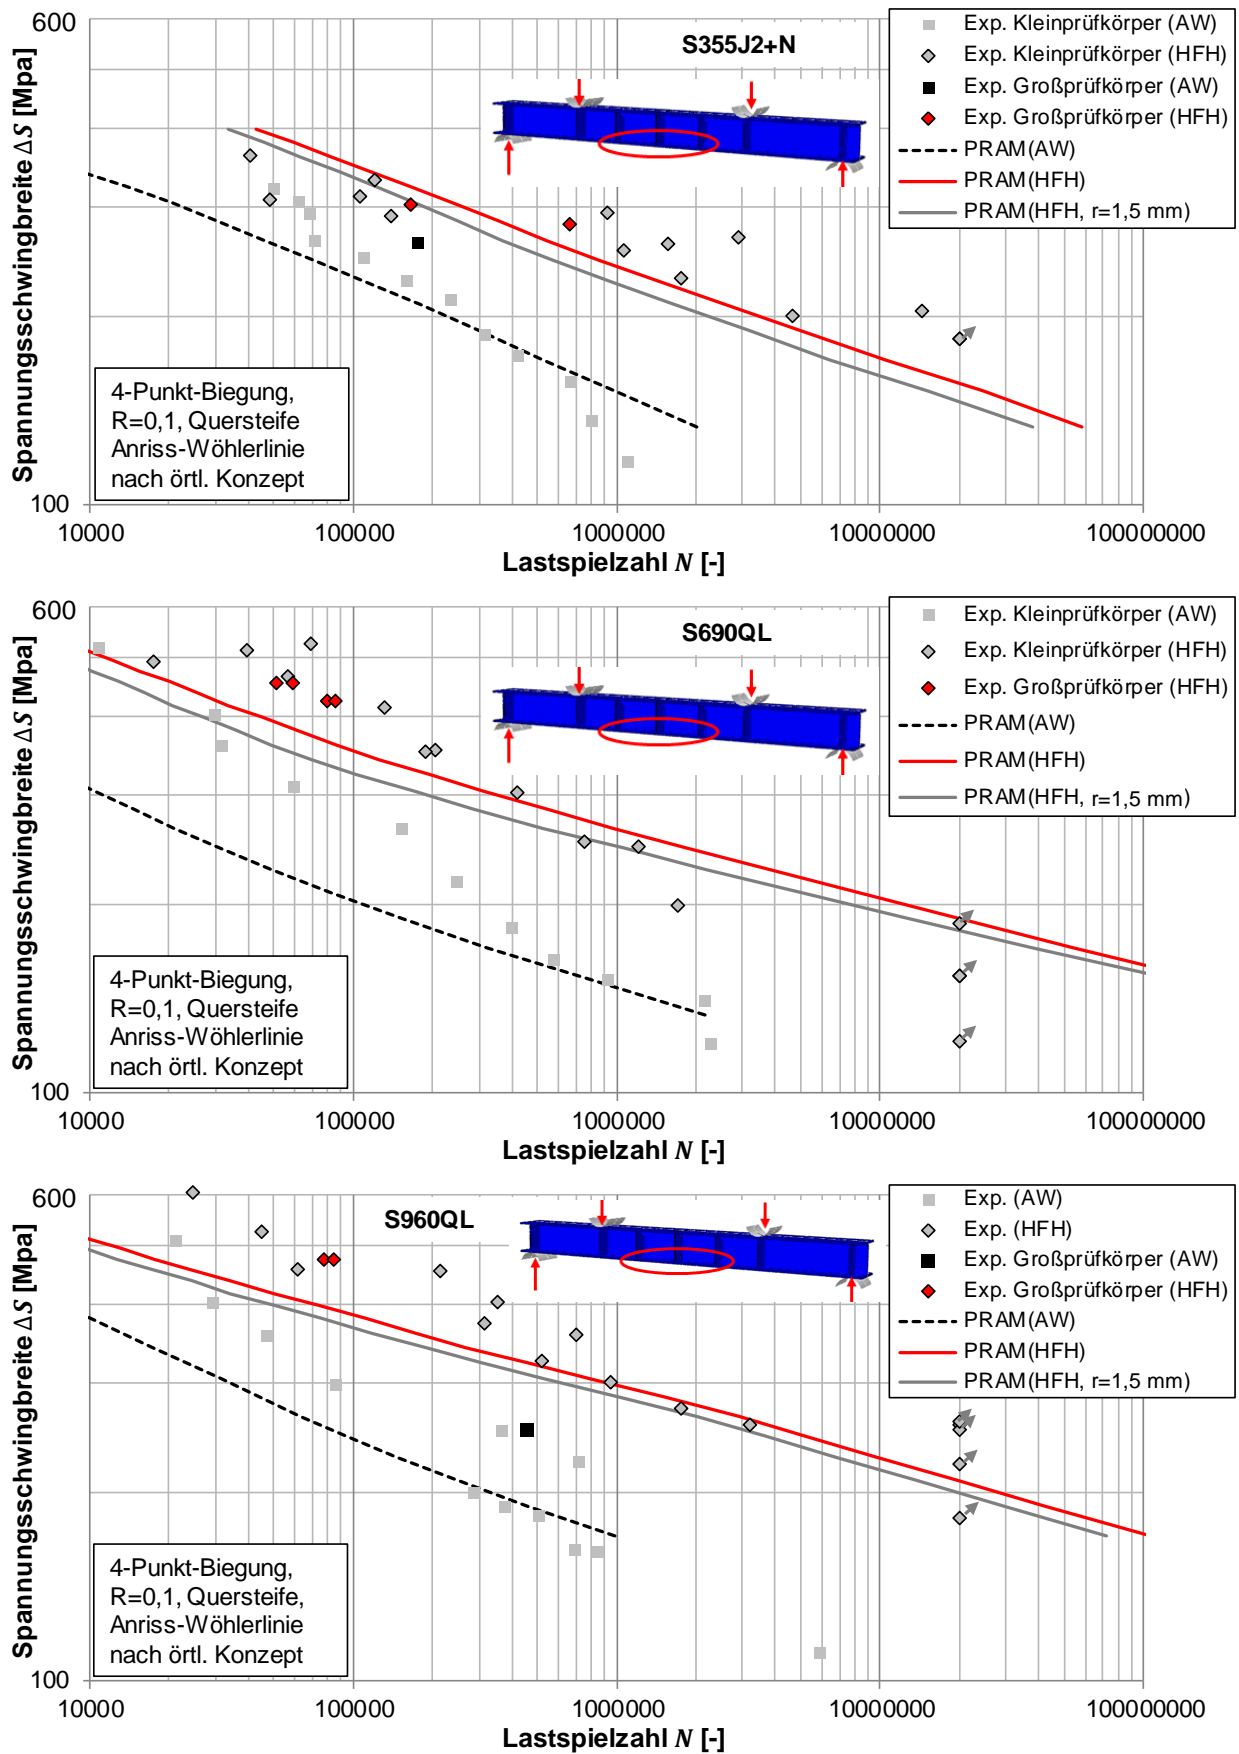 600
Spannungsschwingbreite ΔS [Mpa]
100
S355J2+N
Exp. Kleinprüfkörper (AW)
Exp. Kleinprüfkörper (HFH)
Exp. Großprüfkörper (AW)
Exp. Großprüfkörper (HFH)
PRAM(AW)
PRAM(HFH)
PRAM(HFH, r=1,5 mm)
4-Punkt-Biegung,
R=0,1, Quersteife
Anriss-Wöhlerlinie
nach örtl. Konzept
10000 100000 1000000 10000000 100000000
Lastspielzahl N [-]
600
Spannungsschwingbreite ΔS [Mpa]
100
S690QL
Exp. Kleinprüfkörper (AW)
Exp. Kleinprüfkörper (HFH)
Exp. Großprüfkörper (HFH)
PRAM(AW)
PRAM(HFH)
PRAM(HFH, r=1,5 mm)
4-Punkt-Biegung,
R=0,1, Quersteife
Anriss-Wöhlerlinie
nach örtl. Konzept
10000 100000 1000000 10000000 100000000
Lastspielzahl N [-]
600
Spannungsschwingbreite ΔS [Mpa]
100
S960QL
Exp. (AW)
Exp. (HFH)
Exp. Großprüfkörper (AW)
Exp. Großprüfkörper (HFH)
PRAM(AW)
PRAM(HFH)
PRAM(HFH, r=1,5 mm)
4-Punkt-Biegung,
R=0,1, Quersteife,
Anriss-Wöhlerlinie
nach örtl. Konzept
10000 100000 1000000 10000000 100000000
Lastspielzahl N [-]